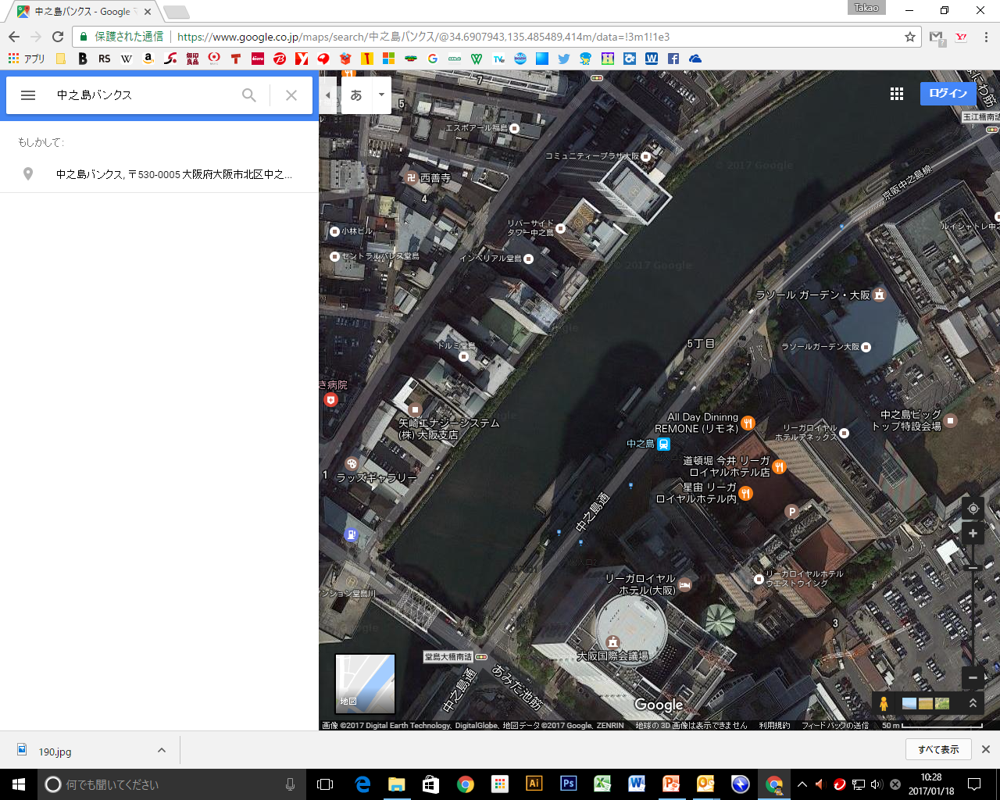 中之島バンクス - Google マ
Takao
保護された通信
https://www.google.co.jp/maps/search/中之島バンクス/@34.6907943,135.485489,414m/data=!3m1!1e3
アプリ
中之島バンクス
あ
ログイン
もしかして:
中之島バンクス, 〒530-0005 大阪府大阪市北区中之...
7
5
エスポアール福島
玉江橋南詰
コミュニティープラザ大阪
© 2017 Google
西善寺
京阪中之島線
4
リバーサイド
タワー中之島
小林ビル
ルイシャトレ中之
セントラルパレス堂島
インペリアル堂島
© 2017 Google
ラソール ガーデン・大阪
ドルミ堂島
5丁目
ラソールガーデン大阪
き病院
矢崎エナジーシステム
(株) 大阪支店
All Day Dininng
REMONE (リモネ)
中之島ビッグ
トップ特設会場
リーガロイヤル
ホテルアネックス
中之島
道頓堀 今井 リーガ
ロイヤルホテル店
1
ラッズギャラリー
星宙 リーガ
ロイヤルホテル内
中之島通
P
リーガロイヤル
ホテル(大阪)
リーガロイヤルホテル
ウエストウイング
マンション堂島川
3
堂島大橋南詰
大阪国際会議場
中之島通
あみだ池筋
地図
Google
画像 ©2017 Digital Earth Technology、DigitalGlobe、地図データ ©2017 Google、ZENRIN
地球の 3D 画像は表示できません
利用規約
フィードバックの送信
50 m
190.jpg
すべて表示
何でも聞いてください
10:28
2017/01/18